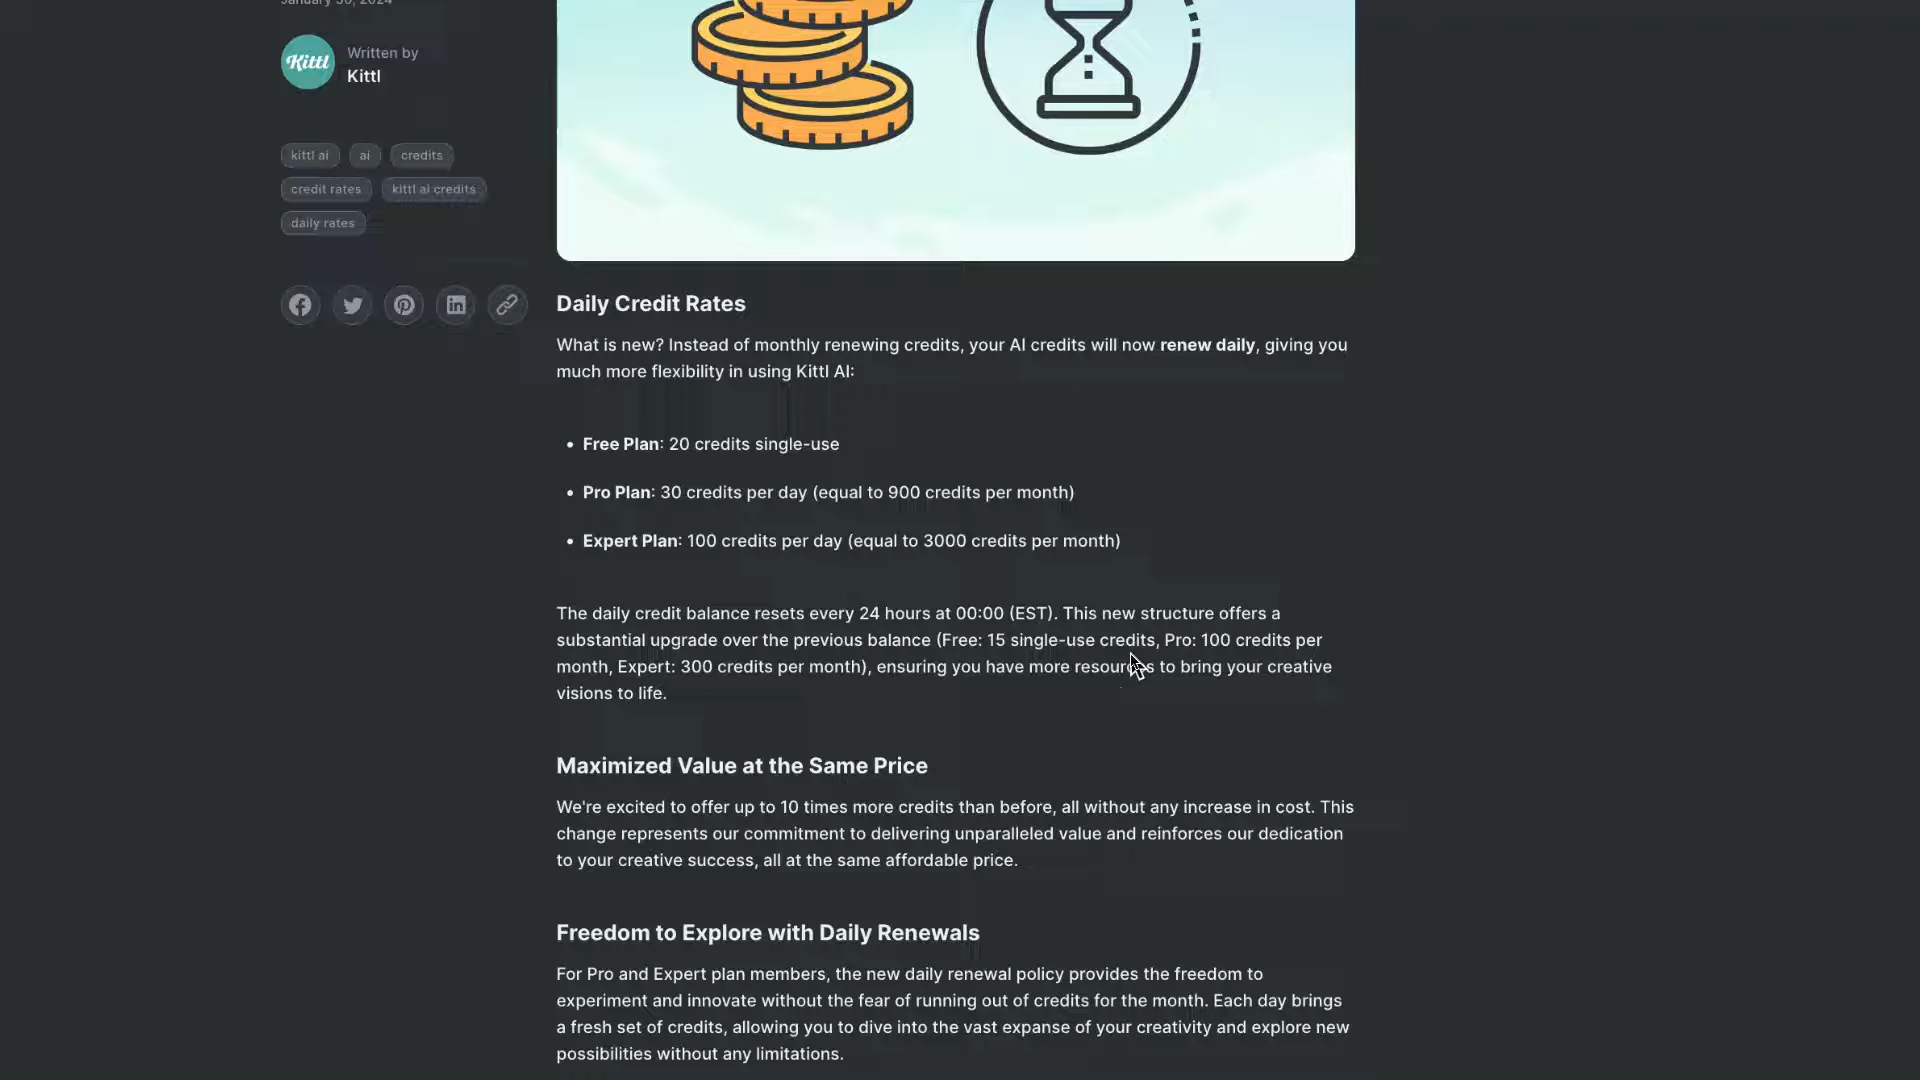 January 30, 2024
Kittl
Written by
Kittl
kittl ai
ai
credits
credit rates
kittl ai credits
daily rates
Daily Credit Rates
What is new? Instead of monthly renewing credits, your AI credits will now renew daily, giving you
much more flexibility in using Kittl AI:
• Free Plan: 20 credits single-use
• Pro Plan: 30 credits per day (equal to 900 credits per month)
• Expert Plan: 100 credits per day (equal to 3000 credits per month)
The daily credit balance resets every 24 hours at 00:00 (EST). This new structure offers a
substantial upgrade over the previous balance (Free: 15 single-use credits, Pro: 100 credits per
month, Expert: 300 credits per month), ensuring you have more resources to bring your creative
visions to life.
Maximized Value at the Same Price
We're excited to offer up to 10 times more credits than before, all without any increase in cost. This
change represents our commitment to delivering unparalleled value and reinforces our dedication
to your creative success, all at the same affordable price.
Freedom to Explore with Daily Renewals
For Pro and Expert plan members, the new daily renewal policy provides the freedom to
experiment and innovate without the fear of running out of credits for the month. Each day brings
a fresh set of credits, allowing you to dive into the vast expanse of your creativity and explore new
possibilities without any limitations.